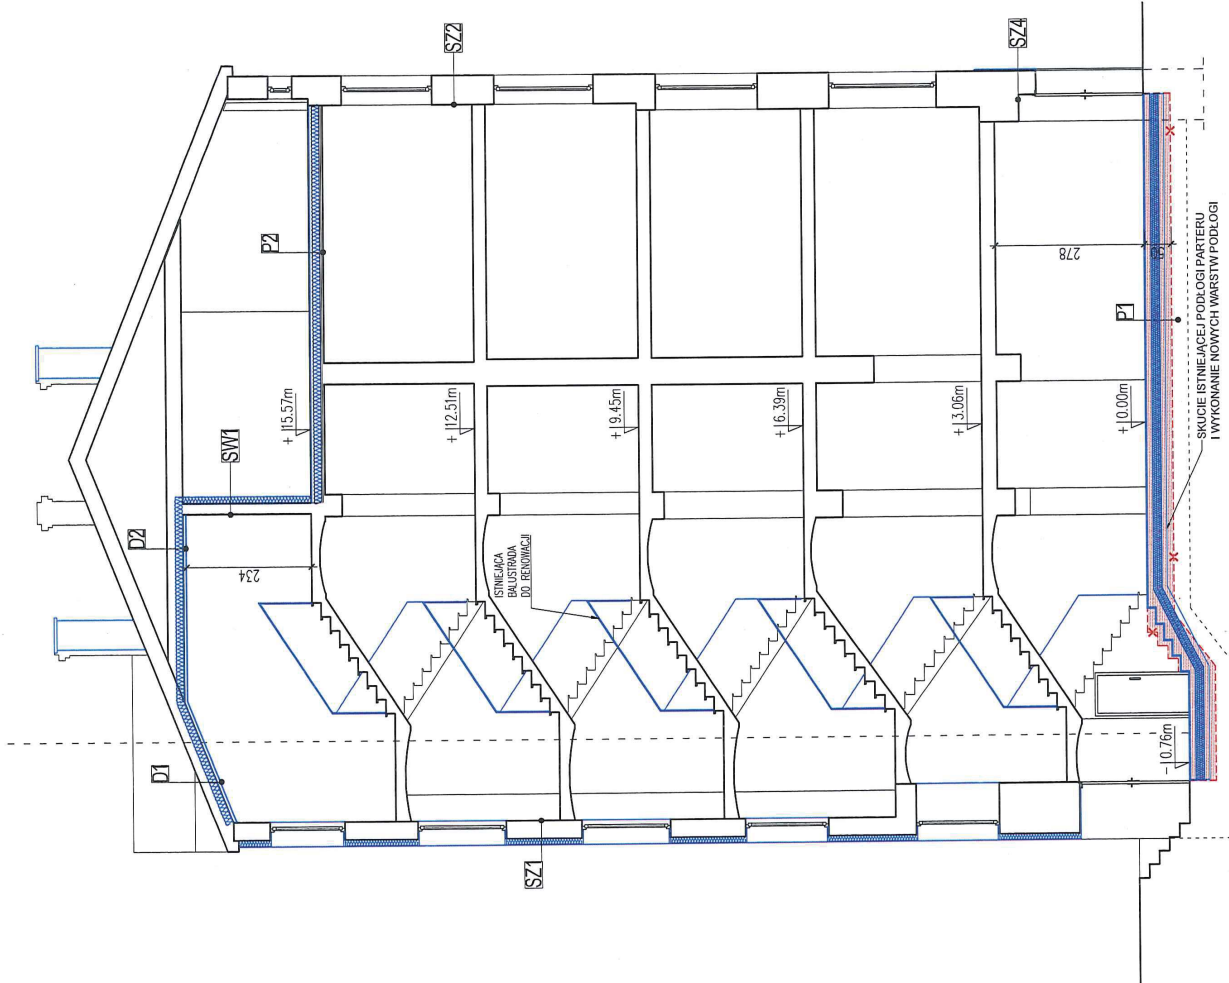 SZ2
SZ4
P2
278
50
P1
SKUCIE ISTNIEJĄCEJ PODŁOGI PARTERU
I WYKONANIE NOWYCH WARSTW PODŁOGI
+ 15.57m
+ 12.51m
+ 9.45m
+ 6.39m
+ 3.06m
+ 0.00m
SW1
D2
234
ISTNIEJĄCA
BALUSTRADA
DO RENOWACJI
- 0.76m
D1
SZ1